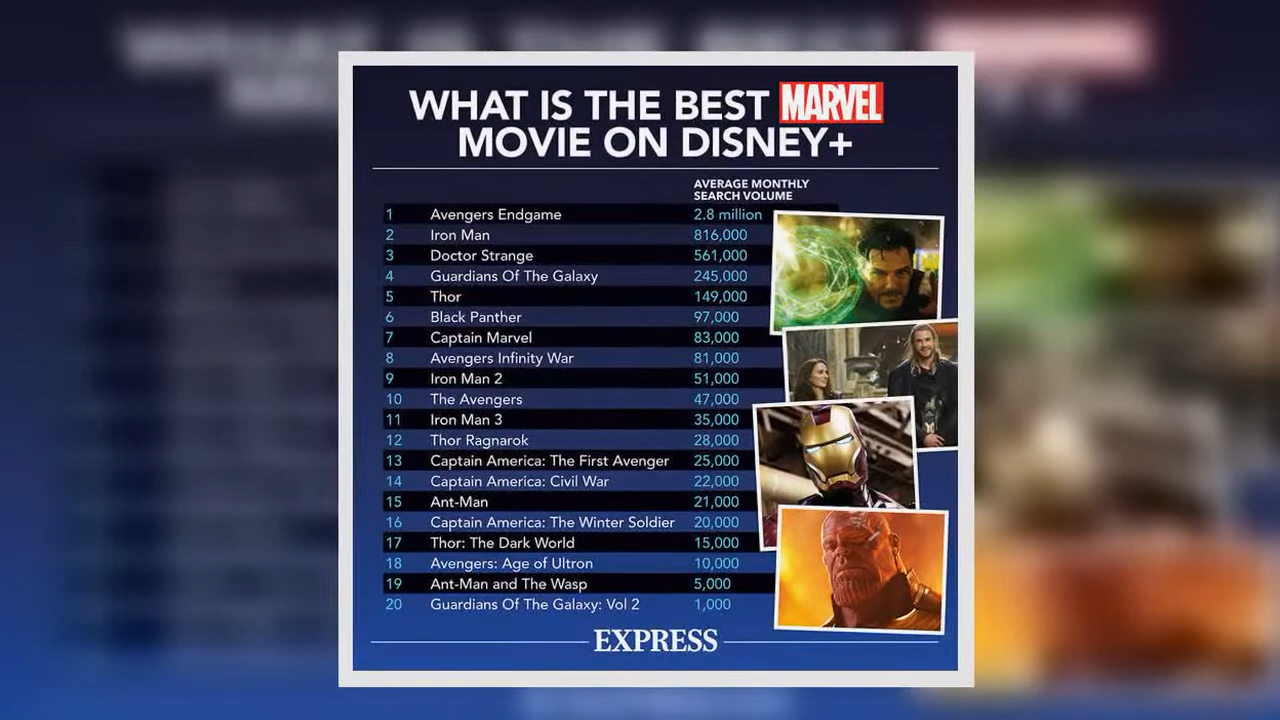 WHAT IS THE BEST MARVEL
MOVIE ON DISNEY+
AVERAGE MONTHLY
SEARCH VOLUME
1 Avengers Endgame 2.8 million
2 Iron Man 816,000
3 Doctor Strange 561,000
4 Guardians Of The Galaxy 245,000
5 Thor 149,000
6 Black Panther 97,000
7 Captain Marvel 83,000
8 Avengers Infinity War 81,000
9 Iron Man 2 51,000
10 The Avengers 47,000
11 Iron Man 3 35,000
12 Thor Ragnarok 28,000
13 Captain America: The First Avenger 25,000
14 Captain America: Civil War 22,000
15 Ant-Man 21,000
16 Captain America: The Winter Soldier 20,000
17 Thor: The Dark World 15,000
18 Avengers: Age of Ultron 10,000
19 Ant-Man and The Wasp 5,000
20 Guardians Of The Galaxy: Vol 2 1,000
EXPRESS